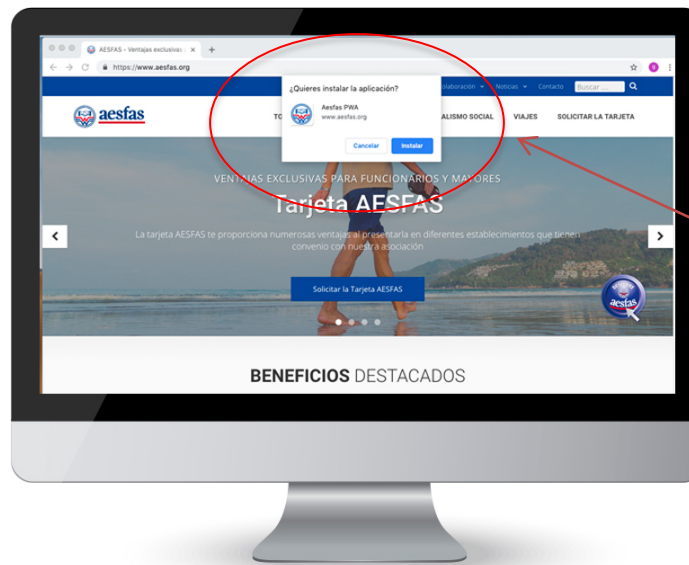 AESFAS - Ventajas exclusivas
https://www.aesfas.org
¿Quieres instalar la aplicación?
Aesfas PWA
www.aesfas.org
Cancelar
Instalar
olaboración
Noticias
Contacto
Buscar ...
aesfas
TO
ALISMO SOCIAL
VIAJES
SOLICITAR LA TARJETA
VENTAJAS EXCLUSIVAS PARA FUNCIONARIOS Y MAYORES
Tarjeta AESFAS
La tarjeta AESFAS te proporciona numerosas ventajas al presentarla en diferentes establecimientos que tienen
convenio con nuestra asociación
Solicitar la Tarjeta AESFAS
aesfas
BENEFICIOS DESTACADOS